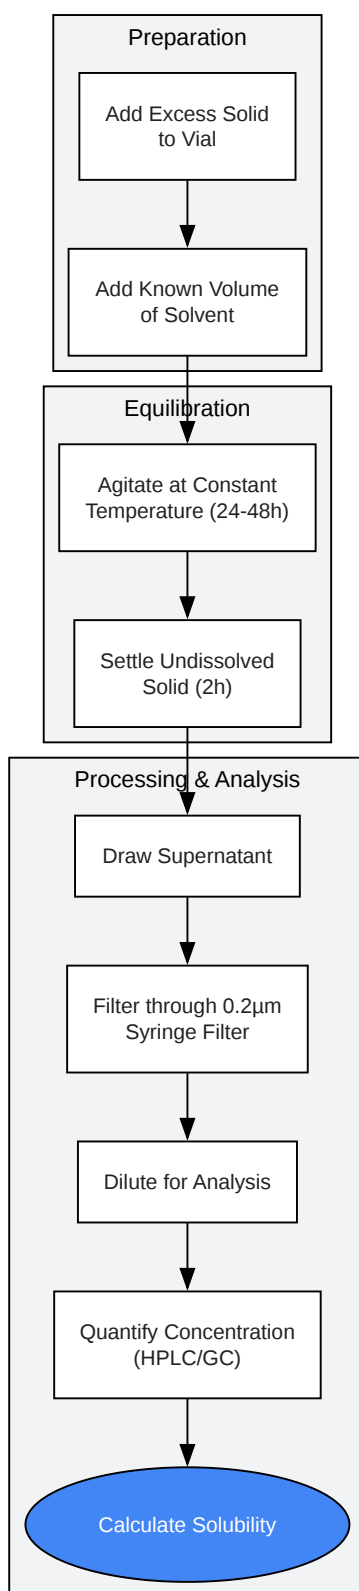 Preparation
Add Excess Solid
to Vial
Add Known Volume
of Solvent
Equilibration
Agitate at Constant
Temperature (24-48h)
Settle Undissolved
Solid (2h)
Processing & Analysis
Draw Supernatant
Filter through 0.2µm
Syringe Filter
Dilute for Analysis
Quantify Concentration
(HPLC/GC)
Calculate Solubility